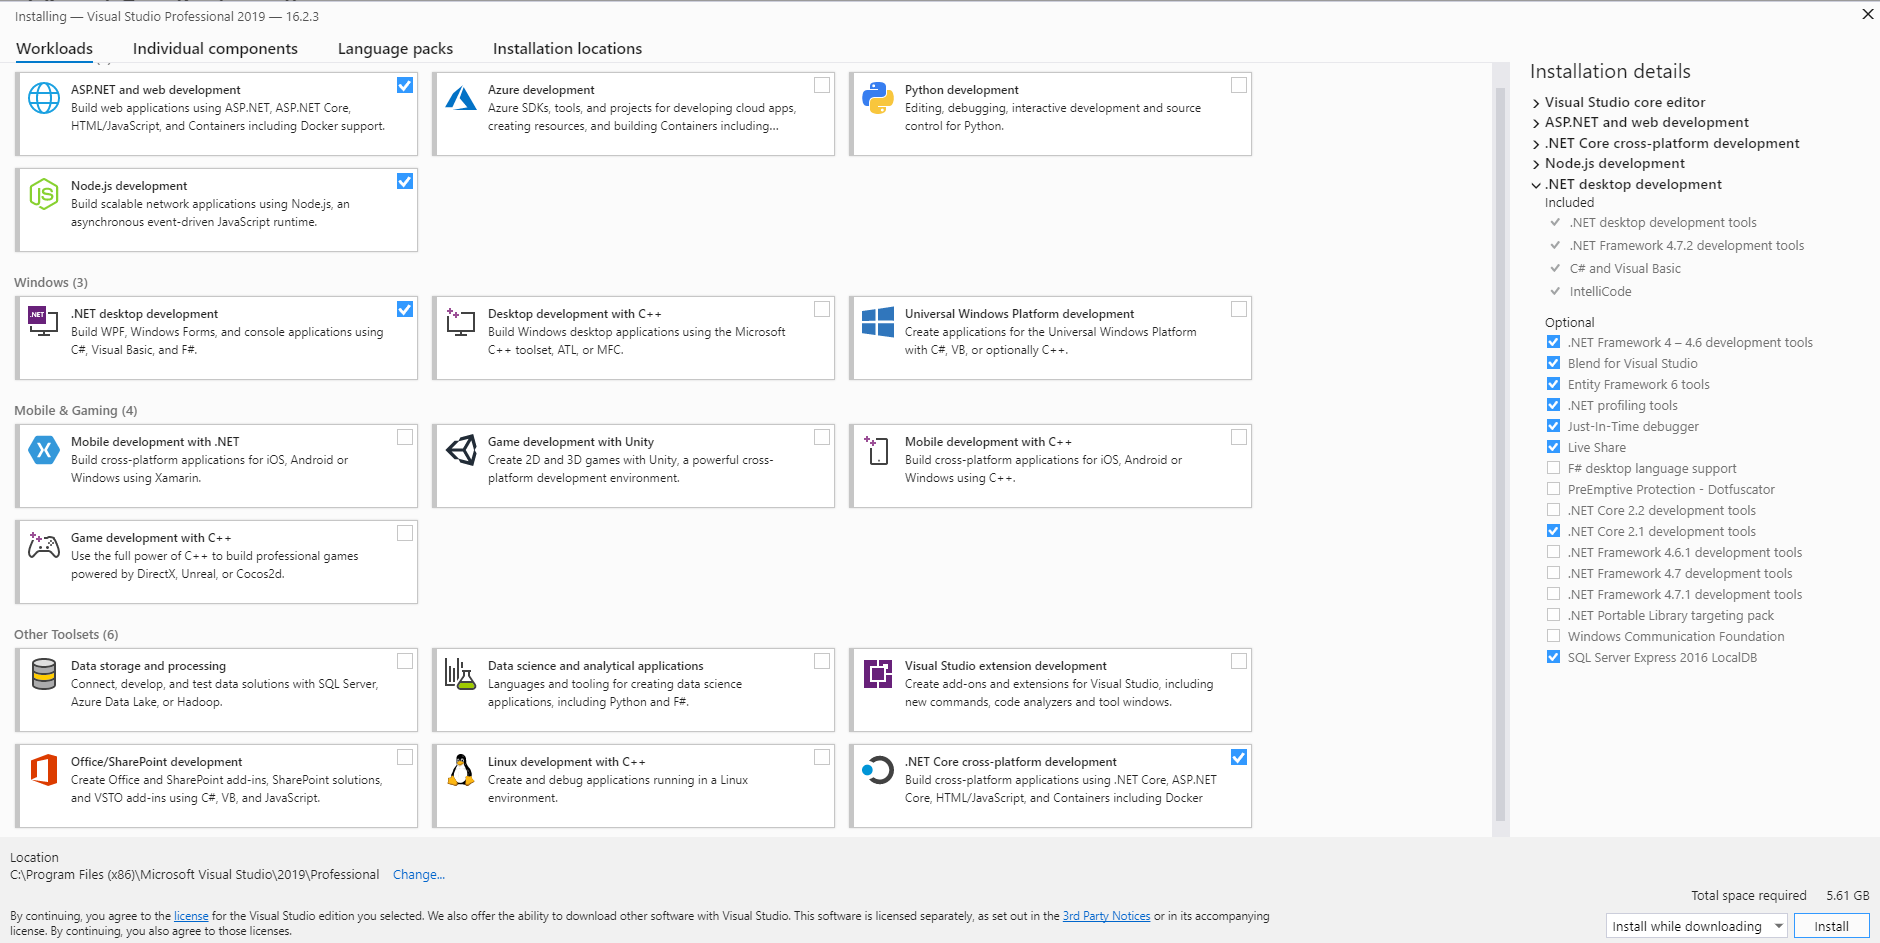 Installing — Visual Studio Professional 2019 — 16.2.3
Workloads
Individual components
Language packs
Installation locations
ASP.NET and web development
Build web applications using ASP.NET, ASP.NET Core,
HTML/JavaScript, and Containers including Docker support.
Azure development
Azure SDKs, tools, and projects for developing cloud apps,
creating resources, and building Containers including...
Python development
Editing, debugging, interactive development and source
control for Python.
Node.js development
Build scalable network applications using Node.js, an
asynchronous event-driven JavaScript runtime.
Windows (3)
.NET desktop development
Build WPF, Windows Forms, and console applications using
C#, Visual Basic, and F#.
Desktop development with C++
Build Windows desktop applications using the Microsoft
C++ toolset, ATL, or MFC.
Universal Windows Platform development
Create applications for the Universal Windows Platform
with C#, VB, or optionally C++.
Mobile & Gaming (4)
Mobile development with .NET
Build cross-platform applications for iOS, Android or
Windows using Xamarin.
Game development with Unity
Create 2D and 3D games with Unity, a powerful cross-
platform development environment.
Mobile development with C++
Build cross-platform applications for iOS, Android or
Windows using C++.
Game development with C++
Use the full power of C++ to build professional games
powered by DirectX, Unreal, or Cocos2d.
Other Toolsets (6)
Data storage and processing
Connect, develop, and test data solutions with SQL Server,
Azure Data Lake, or Hadoop.
Data science and analytical applications
Languages and tooling for creating data science
applications, including Python and F#.
Visual Studio extension development
Create add-ons and extensions for Visual Studio, including
new commands, code analyzers and tool windows.
Office/SharePoint development
Create Office and SharePoint add-ins, SharePoint solutions,
and VSTO add-ins using C#, VB, and JavaScript.
Linux development with C++
Create and debug applications running in a Linux
environment.
.NET Core cross-platform development
Build cross-platform applications using .NET Core, ASP.NET
Core, HTML/JavaScript, and Containers including Docker
Installation details
Visual Studio core editor
ASP.NET and web development
.NET Core cross-platform development
Node.js development
.NET desktop development
Included
.NET desktop development tools
.NET Framework 4.7.2 development tools
C# and Visual Basic
IntelliCode
Optional
.NET Framework 4 – 4.6 development tools
Blend for Visual Studio
Entity Framework 6 tools
.NET profiling tools
Just-In-Time debugger
Live Share
F# desktop language support
PreEmptive Protection - Dotfuscator
.NET Core 2.2 development tools
.NET Core 2.1 development tools
.NET Framework 4.6.1 development tools
.NET Framework 4.7 development tools
.NET Framework 4.7.1 development tools
.NET Portable Library targeting pack
Windows Communication Foundation
SQL Server Express 2016 LocalDB
Location
C:\Program Files (x86)\Microsoft Visual Studio\2019\Professional Change...
Total space required 5.61 GB
By continuing, you agree to the license for the Visual Studio edition you selected. We also offer the ability to download other software with Visual Studio. This software is licensed separately, as set out in the 3rd Party Notices or in its accompanying
license. By continuing, you also agree to those licenses.
Install while downloading
Install